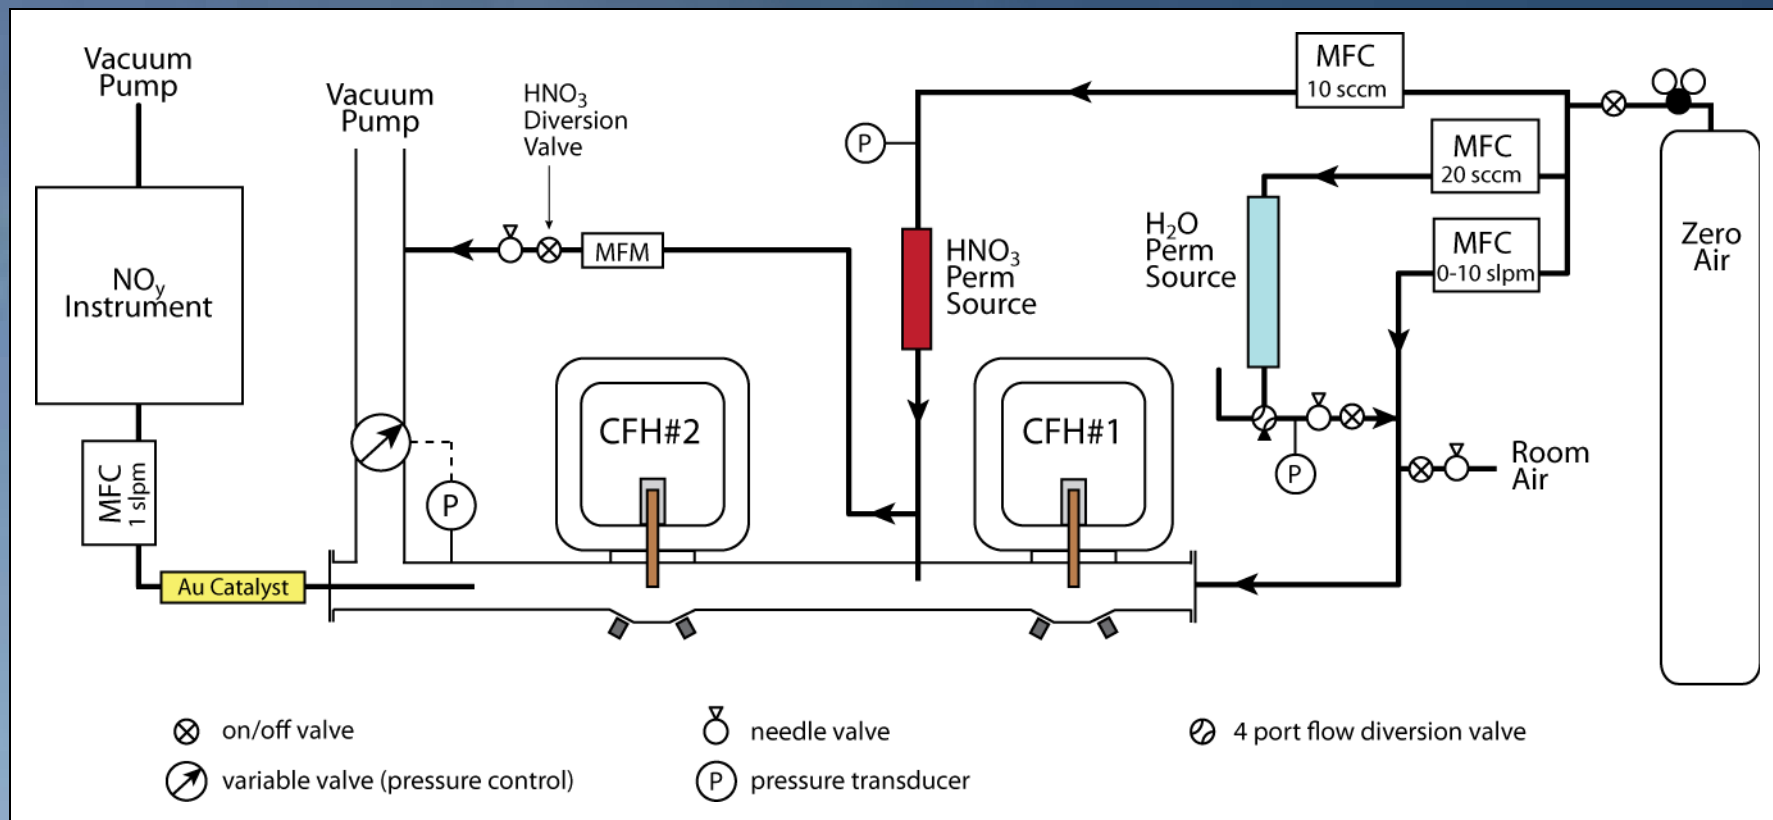 Vacuum
Pump
Vacuum
Pump
HNO₃
Diversion
Valve
MFC
10 sccm
P
MFC
20 sccm
H₂O
Perm
Source
MFC
0-10 slpm
Zero
Air
NOy
Instrument
MFM
HNO₃
Perm
Source
CFH#2
CFH#1
MFC
1 slpm
P
P
Room
Air
Au Catalyst
on/off valve
needle valve
4 port flow diversion valve
variable valve (pressure control)
P
pressure transducer